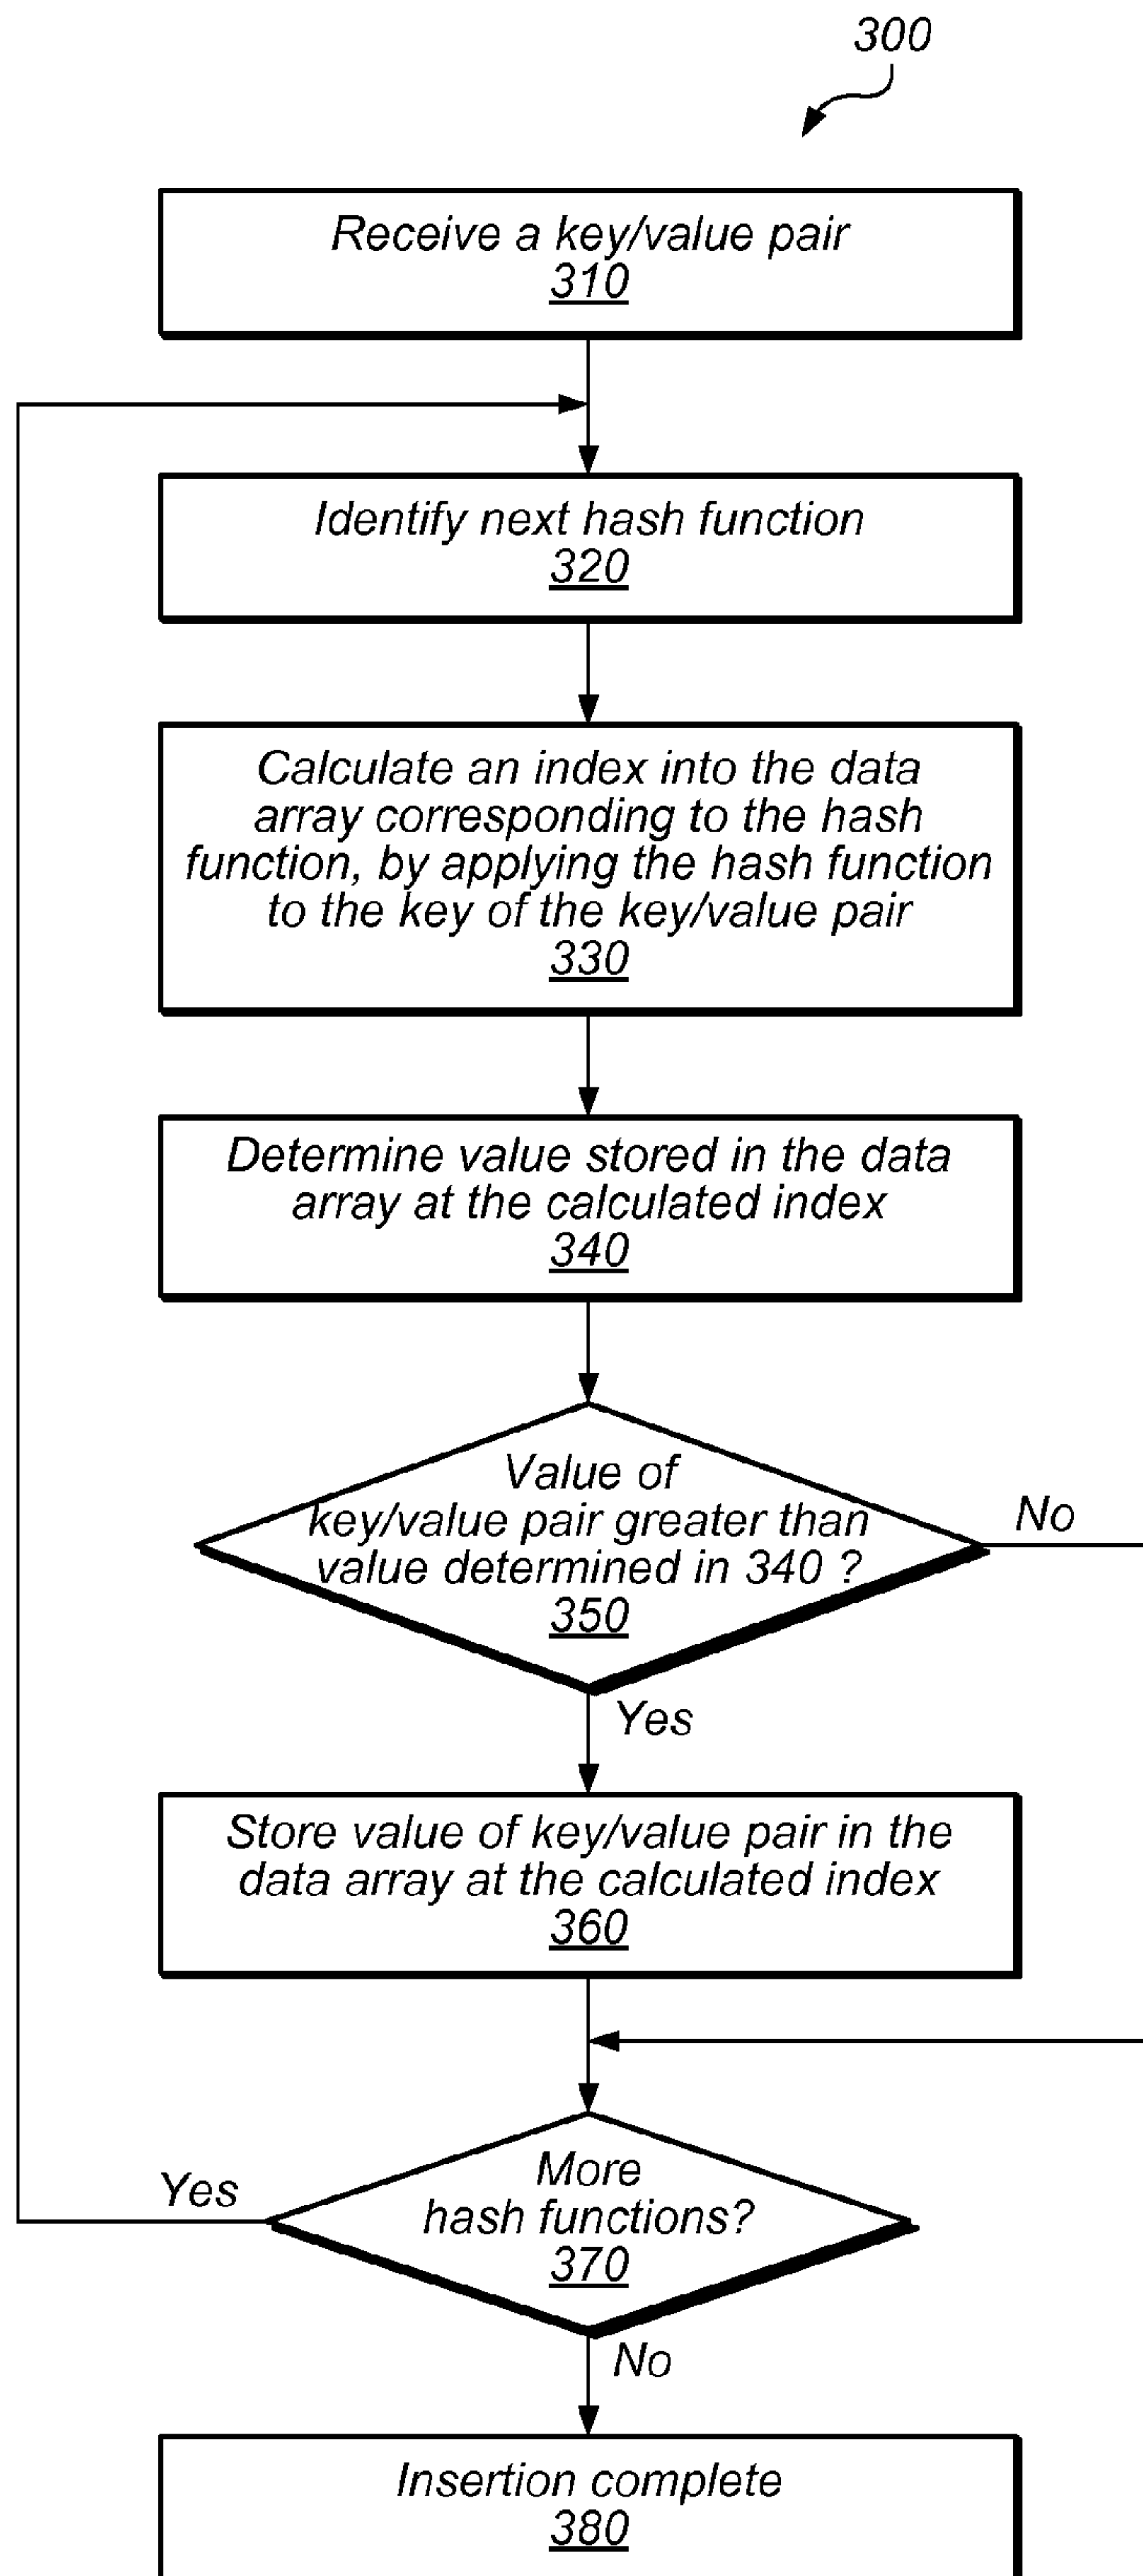 300
Receive a key/value pair
310
Identify next hash function
320
Calculate an index into the data
array corresponding to the hash
function, by applying the hash function
to the key of the key/value pair
330
Determine value stored in the data
array at the calculated index
340
Value of
key/value pair greater than
value determined in 340 ?
350
No
Yes
Store value of key/value pair in the
data array at the calculated index
360
More
hash functions?
370
Yes
No
Insertion complete
380